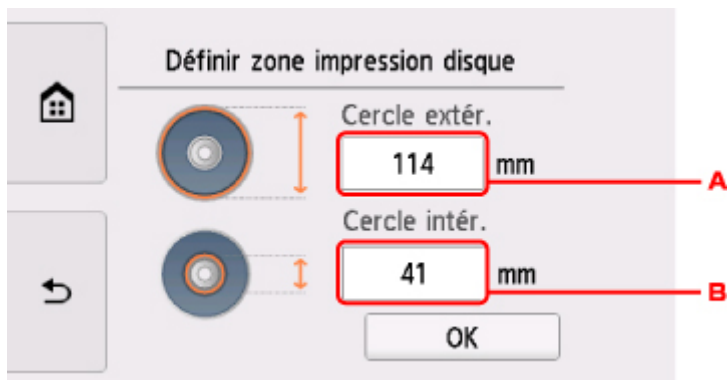 Définir zone impression disque
Cercle extér.
114 mm
A
Cercle intér.
41 mm
B
OK